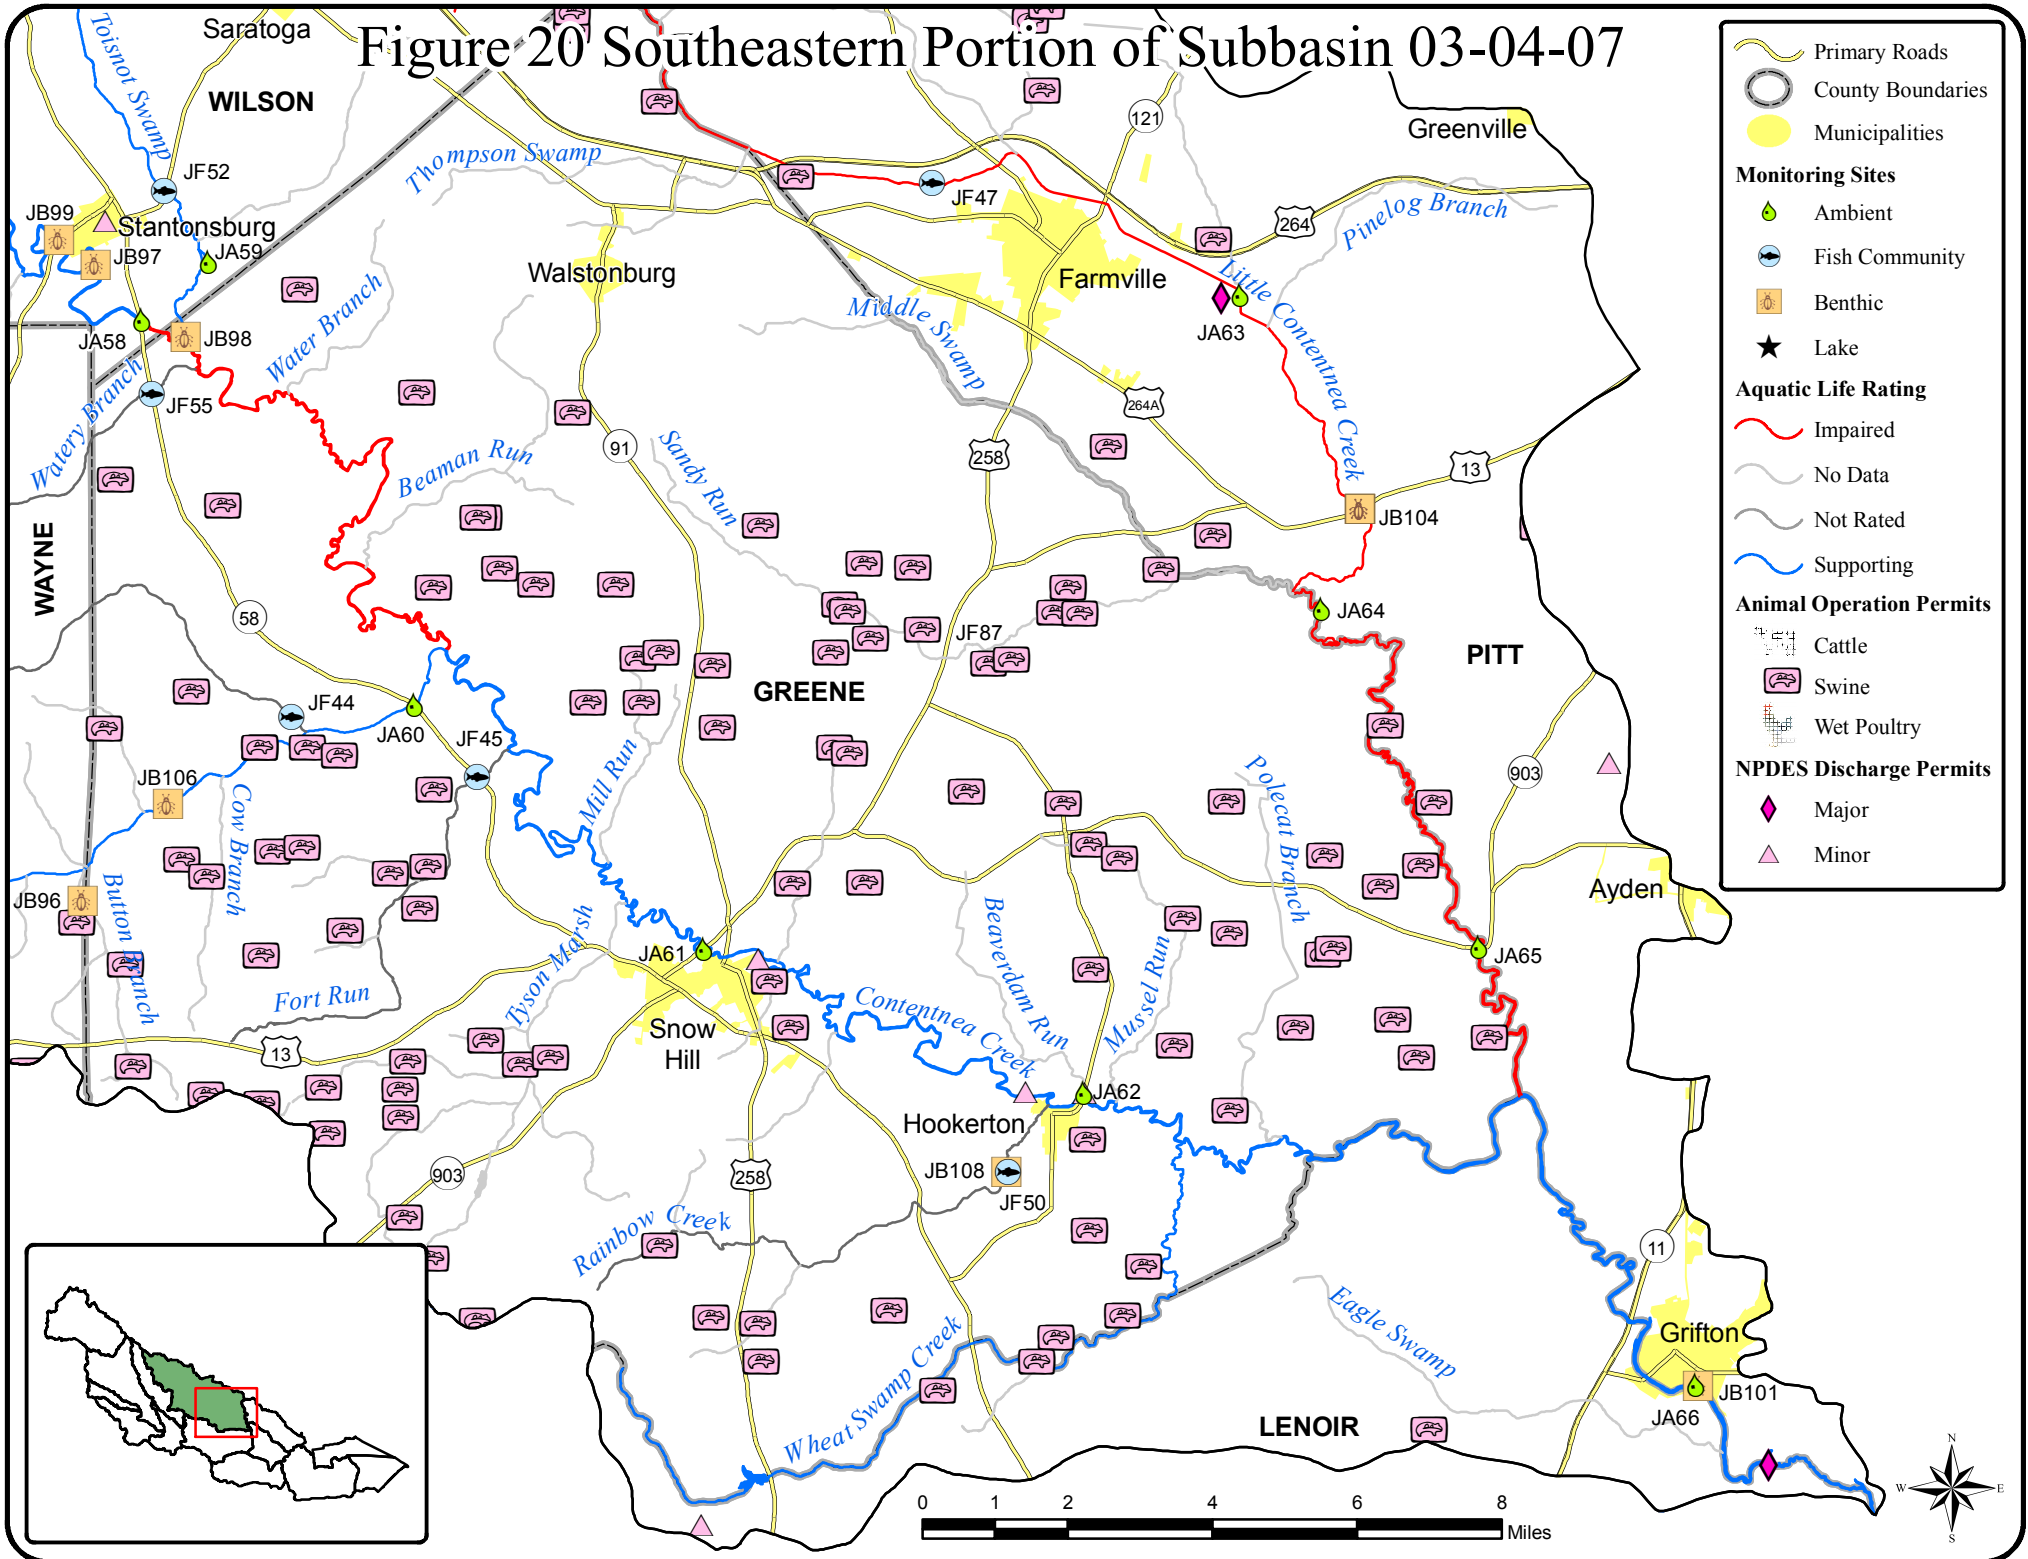 Figure 20 Southeastern Portion of Subbasin 03-04-07
Saratoga
Toisnot Swamp
WILSON
JF52
Thompson Swamp
121
Greenville
JF47
JB99
Stantonsburg
JB97
JA59
264
Pinelog Branch
Walstonburg
Farmville
Little Contentnea Creek
Middle Swamp
JA63
JA58
JB98
Water Branch
Watery Branch
JF55
264A
Beaman Run
91
Sandy Run
258
13
JB104
WAYNE
58
JF87
JA64
PITT
GREENE
JF44
JA60
JF45
903
JB106
Mill Run
Polecat Branch
Cow Branch
JB96
Button Branch
Ayden
Beaverdam Run
Mussel Run
Tyson Marsh
JA61
JA65
Fort Run
Contentnea Creek
Snow
Hill
13
JA62
Hookerton
JB108
JF50
903
258
Rainbow Creek
11
Eagle Swamp
Grifton
Wheat Swamp Creek
JB101
JA66
LENOIR
0 1 2 4 6 8
Miles
N
W E
S
Primary Roads
County Boundaries
Municipalities
Monitoring Sites
Ambient
Fish Community
Benthic
Lake
Aquatic Life Rating
Impaired
No Data
Not Rated
Supporting
Animal Operation Permits
Cattle
Swine
Wet Poultry
NPDES Discharge Permits
Major
Minor